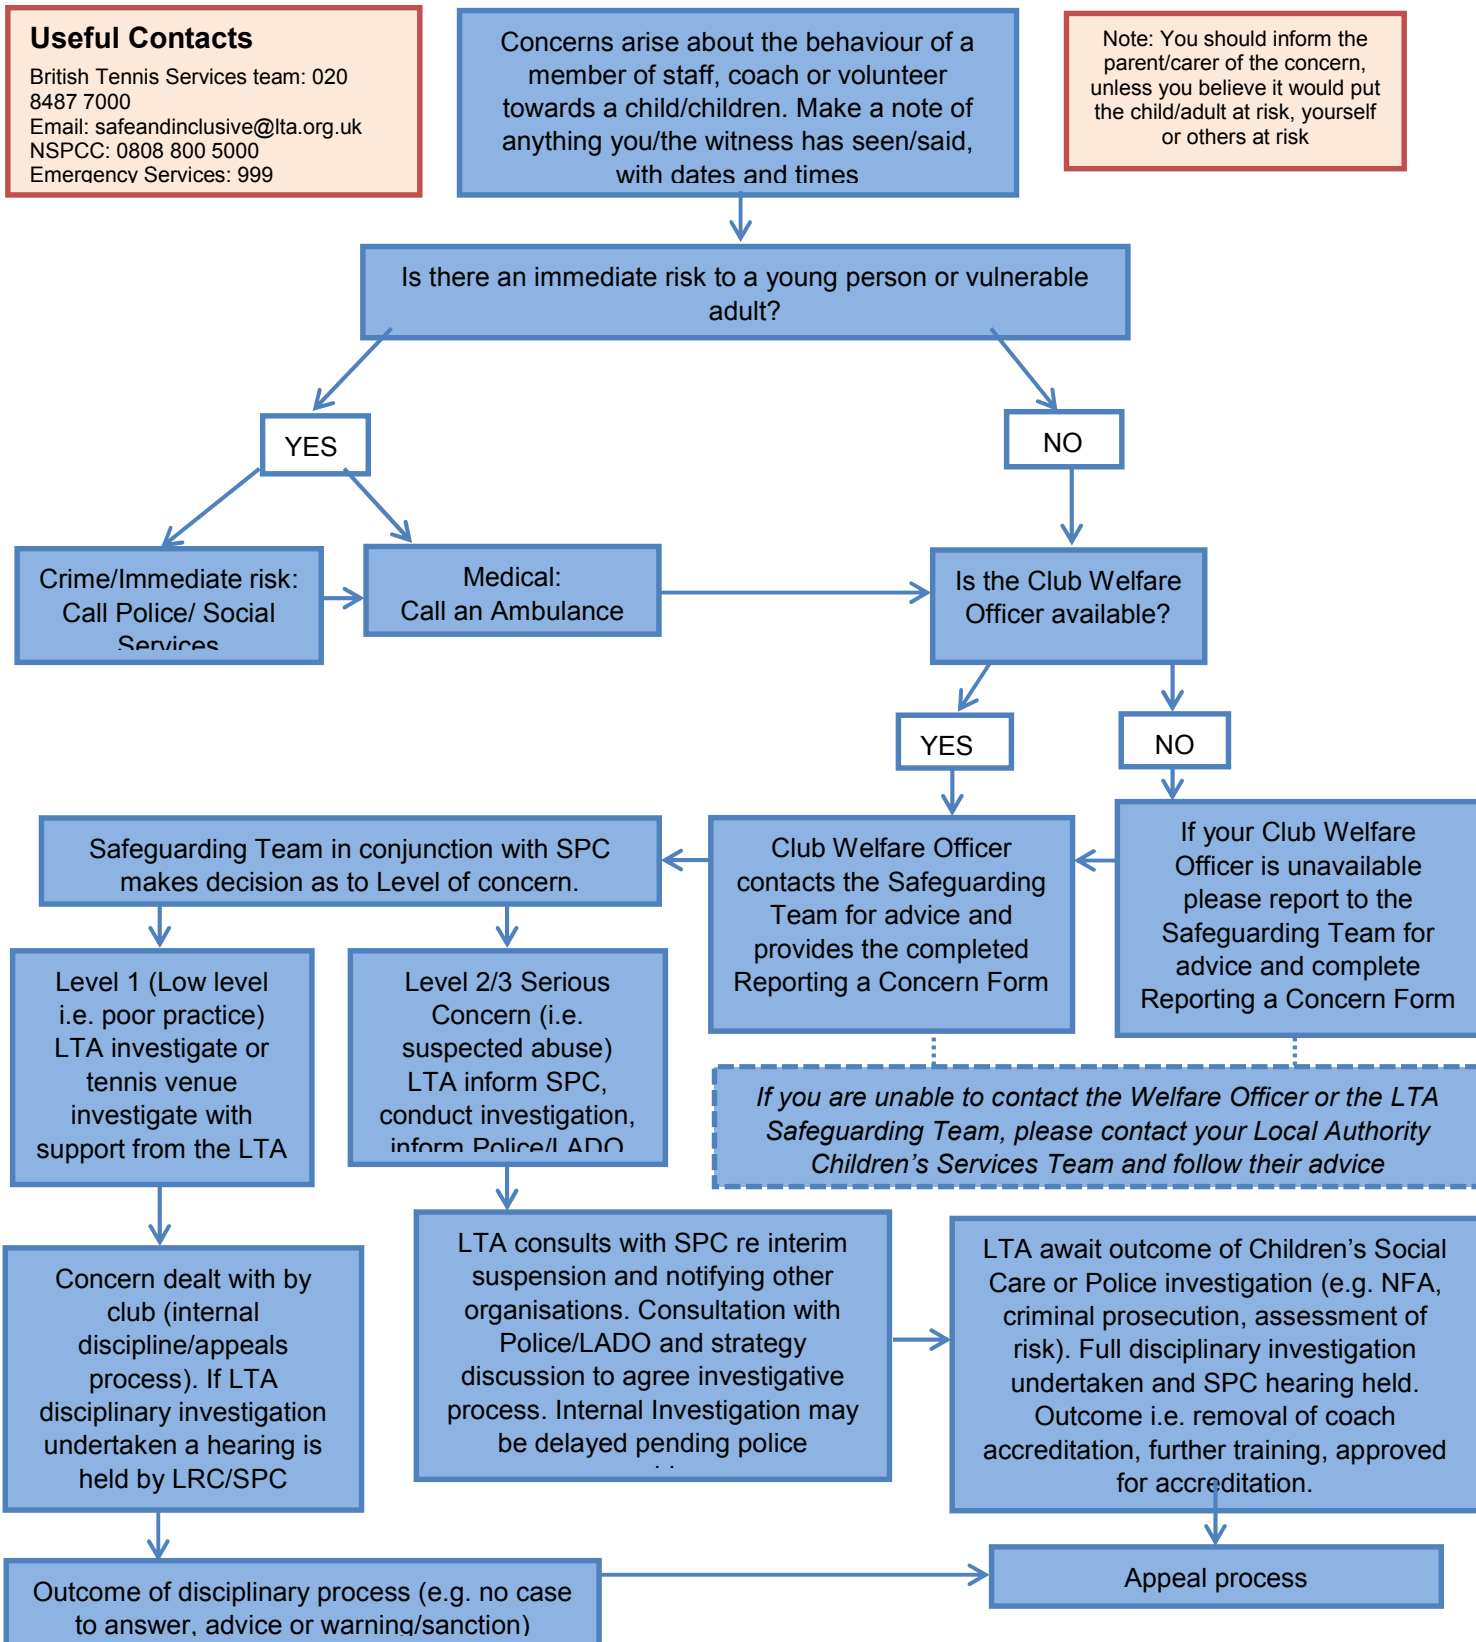 Useful Contacts
British Tennis Services team: 020
8487 7000
Email: safeandinclusive@lta.org.uk
NSPCC: 0808 800 5000
Emergency Services: 999
Concerns arise about the behaviour of a
member of staff, coach or volunteer
towards a child/children. Make a note of
anything you/the witness has seen/said,
with dates and times
Note: You should inform the
parent/carer of the concern,
unless you believe it would put
the child/adult at risk, yourself
or others at risk
Is there an immediate risk to a young person or vulnerable
adult?
YES
NO
Crime/Immediate risk:
Call Police/ Social
Services
Medical:
Call an Ambulance
Is the Club Welfare
Officer available?
YES
NO
Safeguarding Team in conjunction with SPC
makes decision as to Level of concern.
Club Welfare Officer
contacts the Safeguarding
Team for advice and
provides the completed
Reporting a Concern Form
If your Club Welfare
Officer is unavailable
please report to the
Safeguarding Team for
advice and complete
Reporting a Concern Form
Level 1 (Low level
i.e. poor practice)
LTA investigate or
tennis venue
investigate with
support from the LTA
Level 2/3 Serious
Concern (i.e.
suspected abuse)
LTA inform SPC,
conduct investigation,
inform Police/LADO
If you are unable to contact the Welfare Officer or the LTA
Safeguarding Team, please contact your Local Authority
Children's Services Team and follow their advice
Concern dealt with by
club (internal
discipline/appeals
process). If LTA
disciplinary investigation
undertaken a hearing is
held by LRC/SPC
LTA consults with SPC re interim
suspension and notifying other
organisations. Consultation with
Police/LADO and strategy
discussion to agree investigative
process. Internal Investigation may
be delayed pending police
LTA await outcome of Children's Social
Care or Police investigation (e.g. NFA,
criminal prosecution, assessment of
risk). Full disciplinary investigation
undertaken and SPC hearing held.
Outcome i.e. removal of coach
accreditation, further training, approved
for accreditation.
Outcome of disciplinary process (e.g. no case
to answer, advice or warning/sanction)
Appeal process